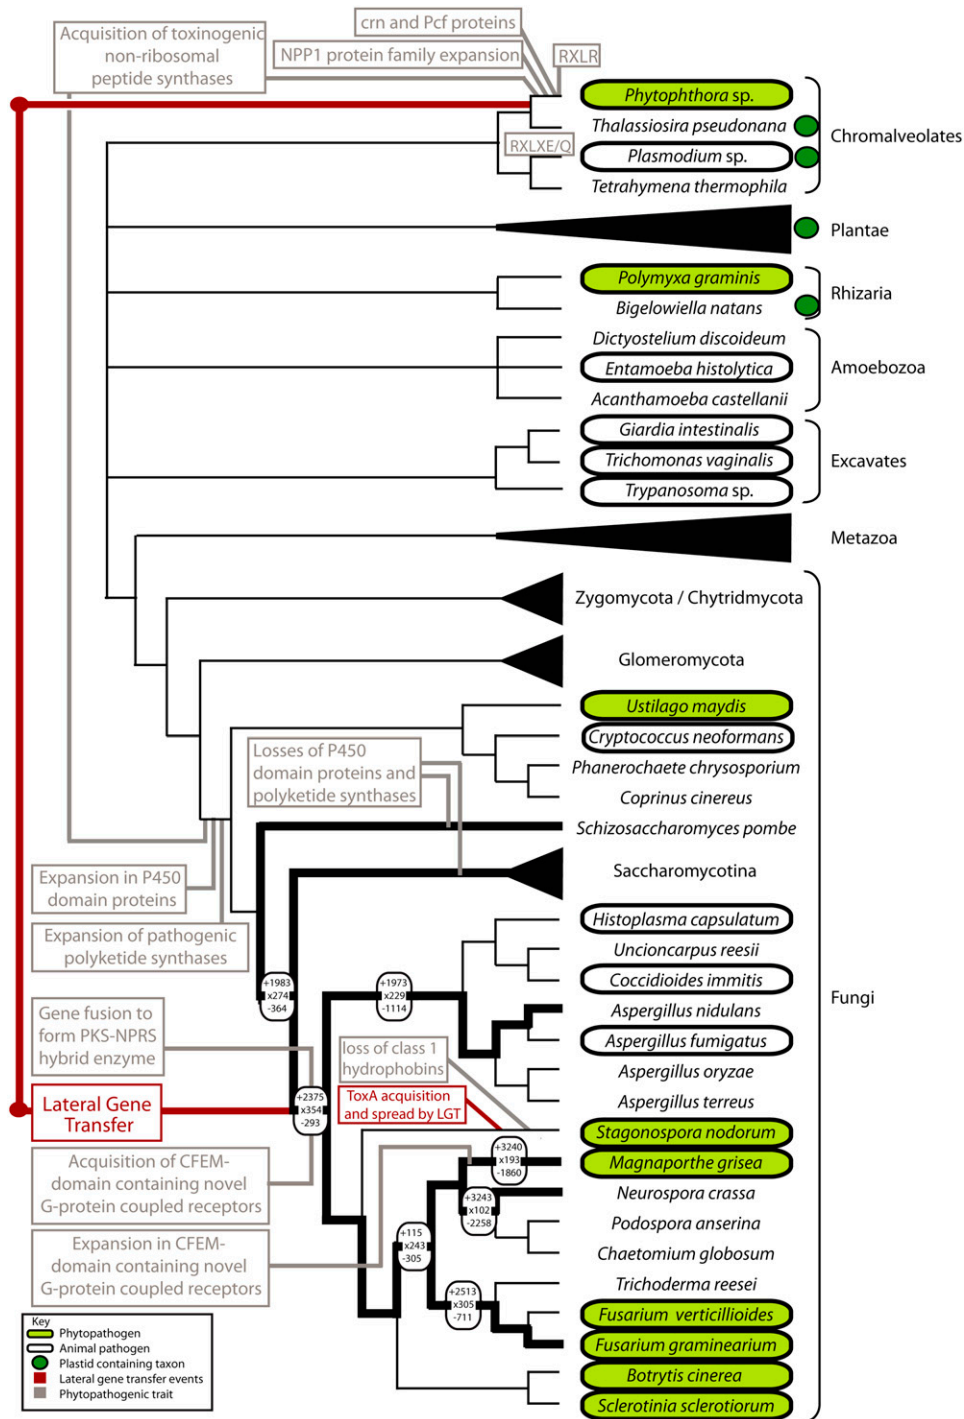 crn and Pcf proteins
Acquisition of toxinogenic
non-ribosomal
peptide synthases
NPP1 protein family expansion
RXLR
Phytophthora sp.
Thalassiosira pseudonana
RXLXE/Q
Plasmodium sp.
Tetrahymena thermophila
Chromalveolates
Plantae
Polymyxa graminis
Bigelowiella natans
Rhizaria
Dictyostelium discoideum
Entamoeba histolytica
Acanthamoeba castellanii
Amoebozoa
Giardia intestinalis
Trichomonas vaginalis
Trypanosoma sp.
Excavates
Metazoa
Zygomycota / Chytridmycota
Glomeromycota
Ustilago maydis
Cryptococcus neoformans
Phanerochaete chrysosporium
Coprinus cinereus
Losses of P450
domain proteins and
polyketide synthases
Schizosaccharomyces pombe
Saccharomycotina
Expansion in P450
domain proteins
Expansion of pathogenic
polyketide synthases
Histoplasma capsulatum
Uncioncarpus reesii
Coccidioides immitis
+1983
x274
-364
+1973
x229
-1114
Fungi
Aspergillus nidulans
Aspergillus fumigatus
Aspergillus oryzae
Aspergillus terreus
Gene fusion to
form PKS-NPRS
hybrid enzyme
loss of class 1
hydrophobins
ToxA acquisition
and spread by LGT
Lateral Gene
Transfer
+2375
x354
-293
Stagonospora nodorum
+3240
x193
-1860
Magnaporthe grisea
Acquisition of CFEM-
domain containing novel
G-protein coupled receptors
Neurospora crassa
+3243
x102
-2258
Podospora anserina
Chaetomium globosum
Expansion in CFEM-
domain containing novel
G-protein coupled receptors
+115
x243
-305
Trichoderma reesei
+2513
x305
-711
Fusarium verticillioides
Fusarium graminearium
Botrytis cinerea
Sclerotinia sclerotiorum
Key
Phytopathogen
Animal pathogen
Plastid containing taxon
Lateral gene transfer events
Phytopathogenic trait